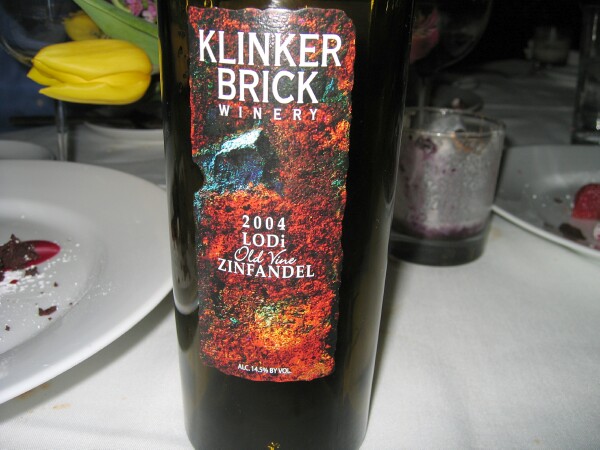 KLINKER
BRICK
WINERY
2004
LODi
Old Vine
ZINFANDEL
ALC. 14.5% BY VOL.